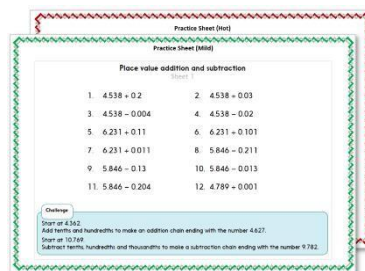 Practice Sheet (Hot)
Practice Sheet (Mild)
Place value addition and subtraction
Sheet 1
1. 4.538 + 0.2 2. 4.538 + 0.03
3. 4.538 – 0.004 4. 4.538 – 0.02
5. 6.231 + 0.11 6. 6.231 + 0.101
7. 6.231 + 0.011 8. 5.846 – 0.211
9. 5.846 – 0.13 10. 5.846 – 0.013
11. 5.846 – 0.204 12. 4.789 + 0.001
Challenge
Start at 4.362.
Add tenths and hundredths to make an addition chain ending with the number 4.627.
Start at 10.769.
Subtract tenths, hundredths and thousandths to make a subtraction chain ending with the number 9.782.